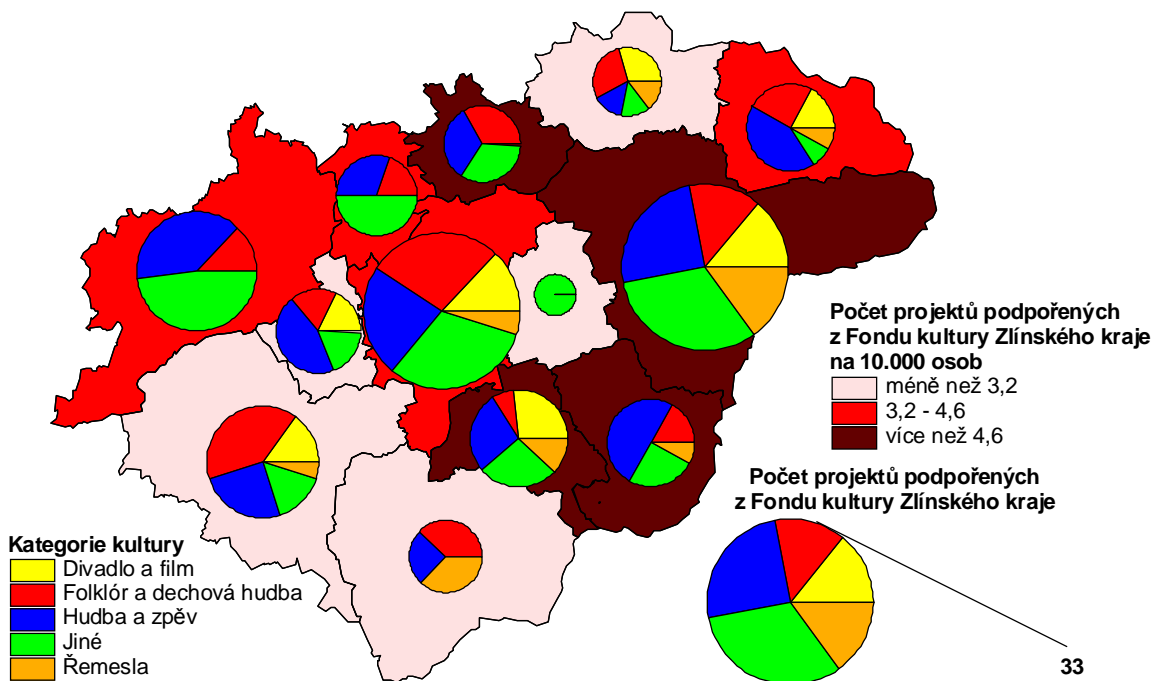 Počet projektů podpořených
z Fondu kultury Zlínského kraje
na 10.000 osob
méně než 3,2
3,2 - 4,6
více než 4,6
Počet projektů podpořených
z Fondu kultury Zlínského kraje
33
Kategorie kultury
Divadlo a film
Folklór a dechová hudba
Hudba a zpěv
Jiné
Řemesla